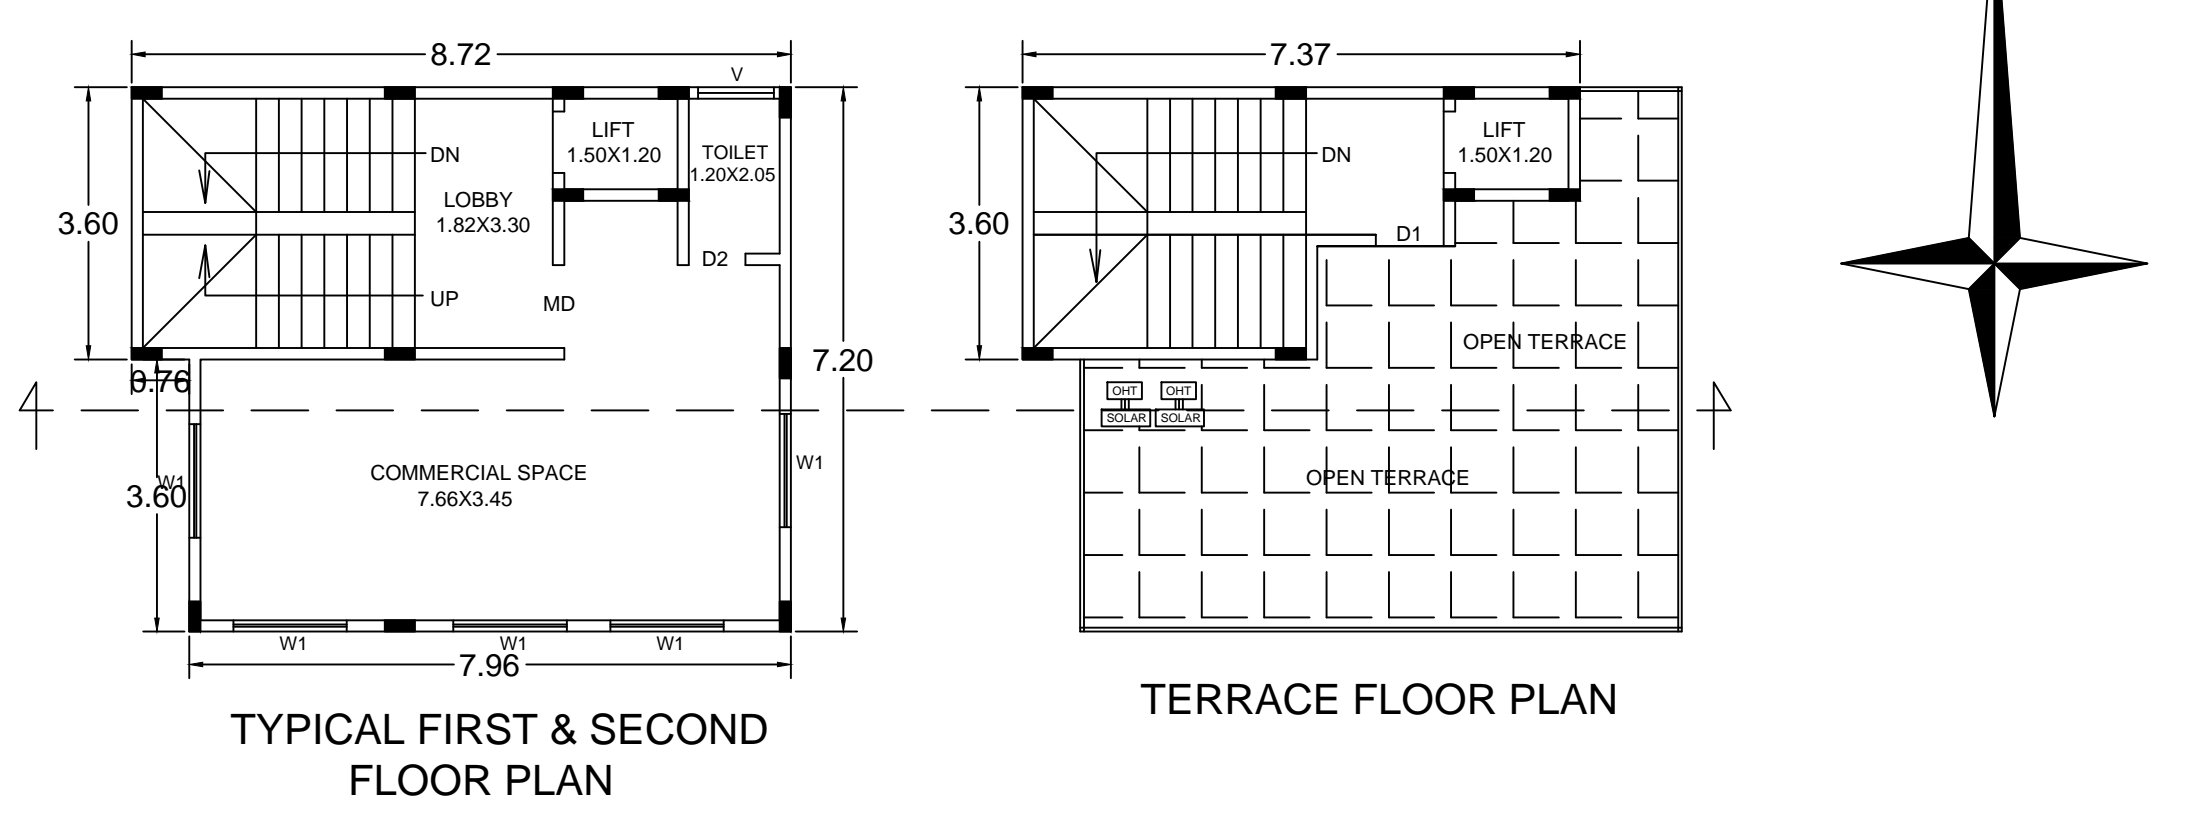 8.72
V
DN
LIFT
1.50X1.20
TOILET
1.20X2.05
LOBBY
1.82X3.30
3.60
D2
UP
MD
7.20
0.76
W1
3.60
COMMERCIAL SPACE
7.66X3.45
W1
W1
W1
W1
7.96
TYPICAL FIRST & SECOND
FLOOR PLAN
7.37
LIFT
1.50X1.20
DN
3.60
D1
OPEN TERRACE
OHT
OHT
SOLAR
SOLAR
OPEN TERRACE
TERRACE FLOOR PLAN